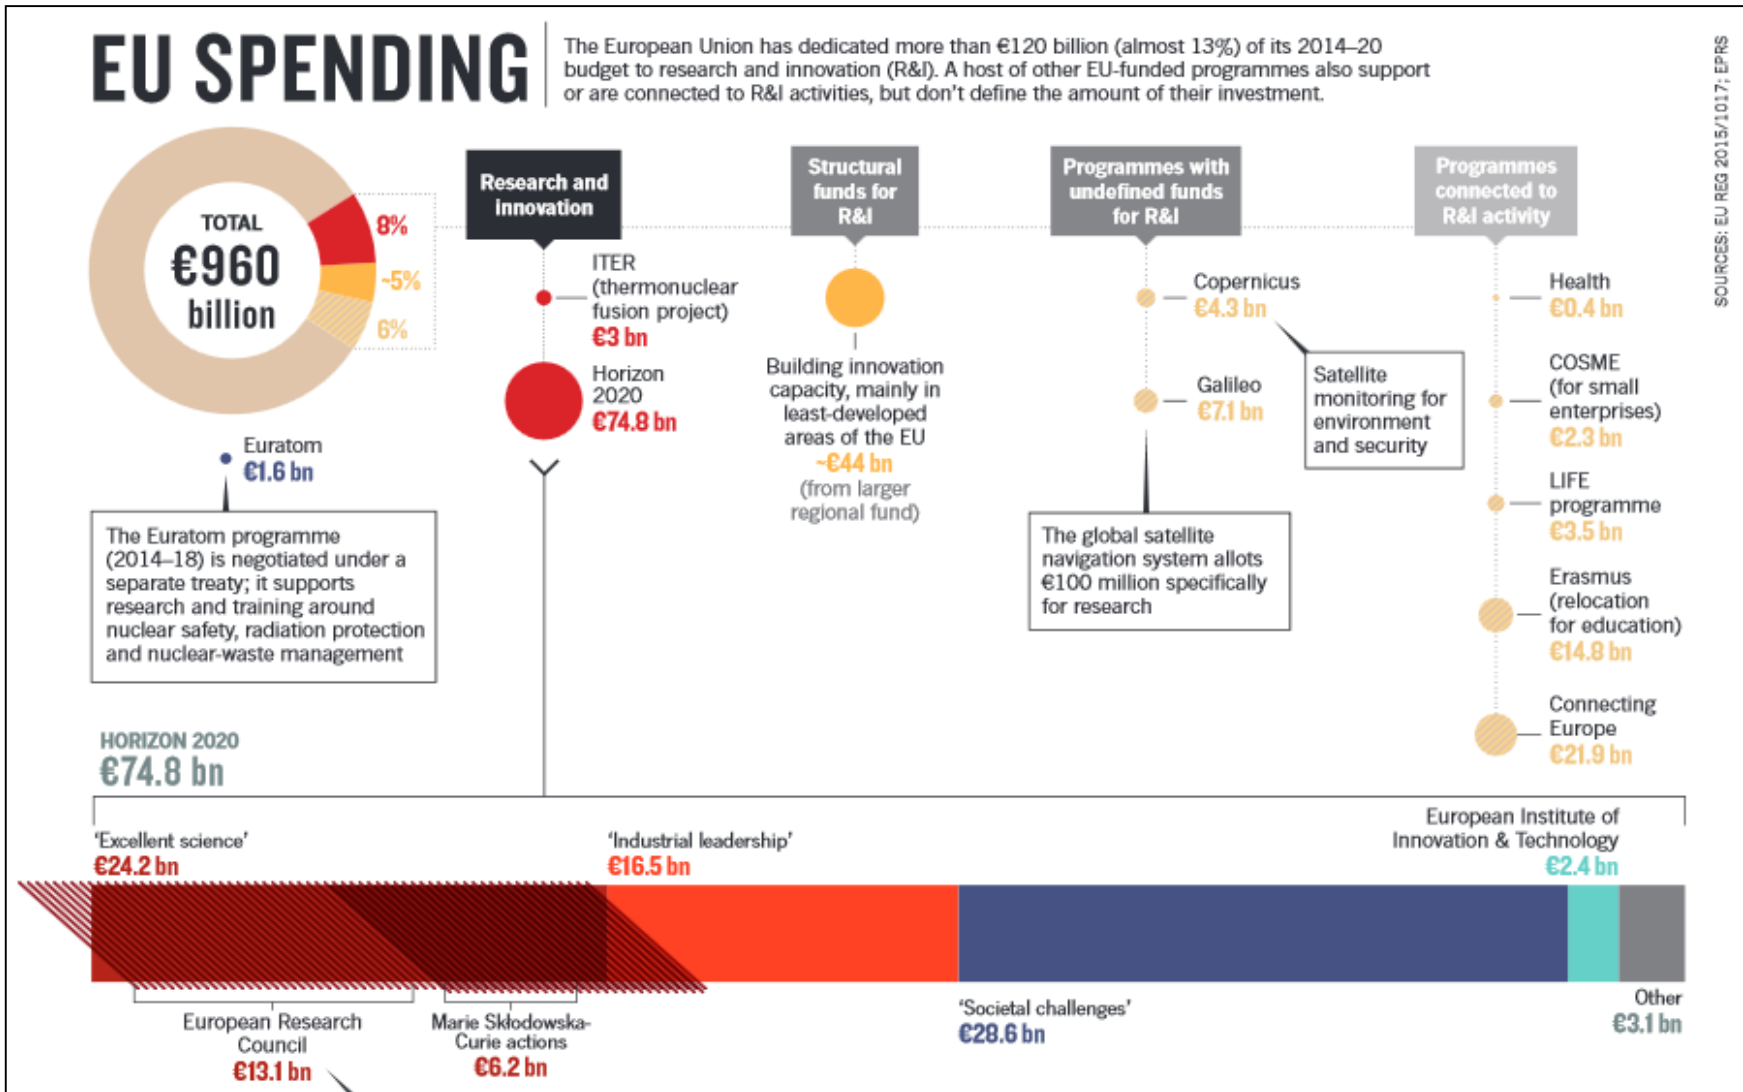 EU SPENDING
The European Union has dedicated more than €120 billion (almost 13%) of its 2014–20
budget to research and innovation (R&I). A host of other EU-funded programmes also support
or are connected to R&I activities, but don't define the amount of their investment.
SOURCES: EU REG 2015/1017; EPRS
TOTAL
€960
billion
8%
~5%
6%
Euratom
€1.6 bn
The Euratom programme
(2014–18) is negotiated under a
separate treaty; it supports
research and training around
nuclear safety, radiation protection
and nuclear-waste management
Research and
innovation
ITER
(thermonuclear
fusion project)
€3 bn
Horizon
2020
€74.8 bn
Structural
funds for
R&I
Building innovation
capacity, mainly in
least-developed
areas of the EU
~€44 bn
(from larger
regional fund)
Programmes with
undefined funds
for R&I
Copernicus
€4.3 bn
Satellite
monitoring for
environment
and security
Galileo
€7.1 bn
The global satellite
navigation system allots
€100 million specifically
for research
Programmes
connected to
R&I activity
Health
€0.4 bn
COSME
(for small
enterprises)
€2.3 bn
LIFE
programme
€3.5 bn
Erasmus
(relocation
for education)
€14.8 bn
Connecting
Europe
€21.9 bn
HORIZON 2020
€74.8 bn
'Excellent science'
€24.2 bn
'Industrial leadership'
€16.5 bn
European Institute of
Innovation & Technology
€2.4 bn
European Research
Council
€13.1 bn
Marie Skłodowska-
Curie actions
€6.2 bn
'Societal challenges'
€28.6 bn
Other
€3.1 bn